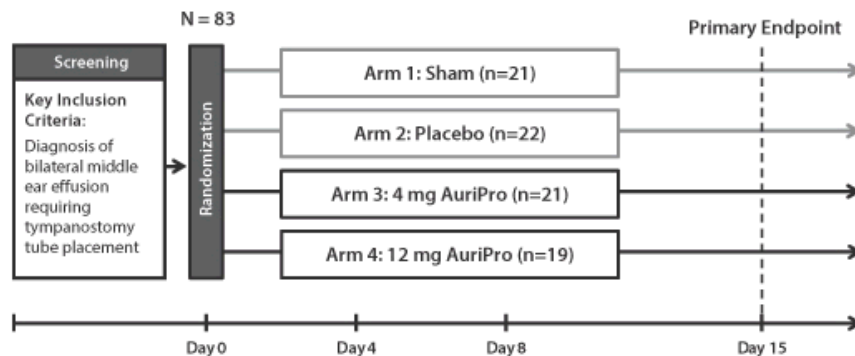 N = 83
Primary Endpoint
Screening
Key Inclusion
Criteria:
Diagnosis of
bilateral middle
ear effusion
requiring
tympanostomy
tube placement
Randomization
Arm 1: Sham (n=21)
Arm 2: Placebo (n=22)
Arm 3: 4 mg AuriPro (n=21)
Arm 4: 12 mg AuriPro (n=19)
Day 0
Day 4
Day 8
Day 15